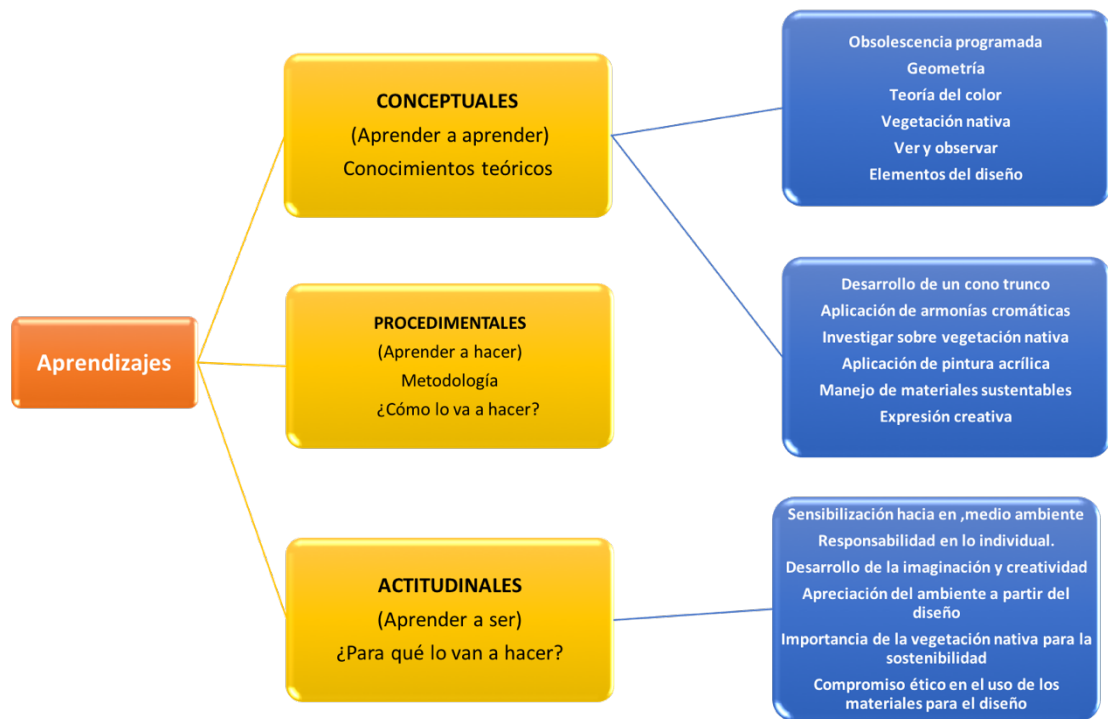 Aprendizajes
CONCEPTUALES
(Aprender a aprender)
Conocimientos teóricos
Obsolescencia programada
Geometría
Teoría del color
Vegetación nativa
Ver y observar
Elementos del diseño
Desarrollo de un cono trunco
Aplicación de armonías cromáticas
Investigar sobre vegetación nativa
Aplicación de pintura acrílica
Manejo de materiales sustentables
Expresión creativa
PROCEDIMENTALES
(Aprender a hacer)
Metodología
¿Cómo lo va a hacer?
ACTITUDINALES
(Aprender a ser)
¿Para qué lo van a hacer?
Sensibilización hacia en ,medio ambiente
Responsabilidad en lo individual.
Desarrollo de la imaginación y creatividad
Apreciación del ambiente a partir del
diseño
Importancia de la vegetación nativa para la
sostenibilidad
Compromiso ético en el uso de los
materiales para el diseño